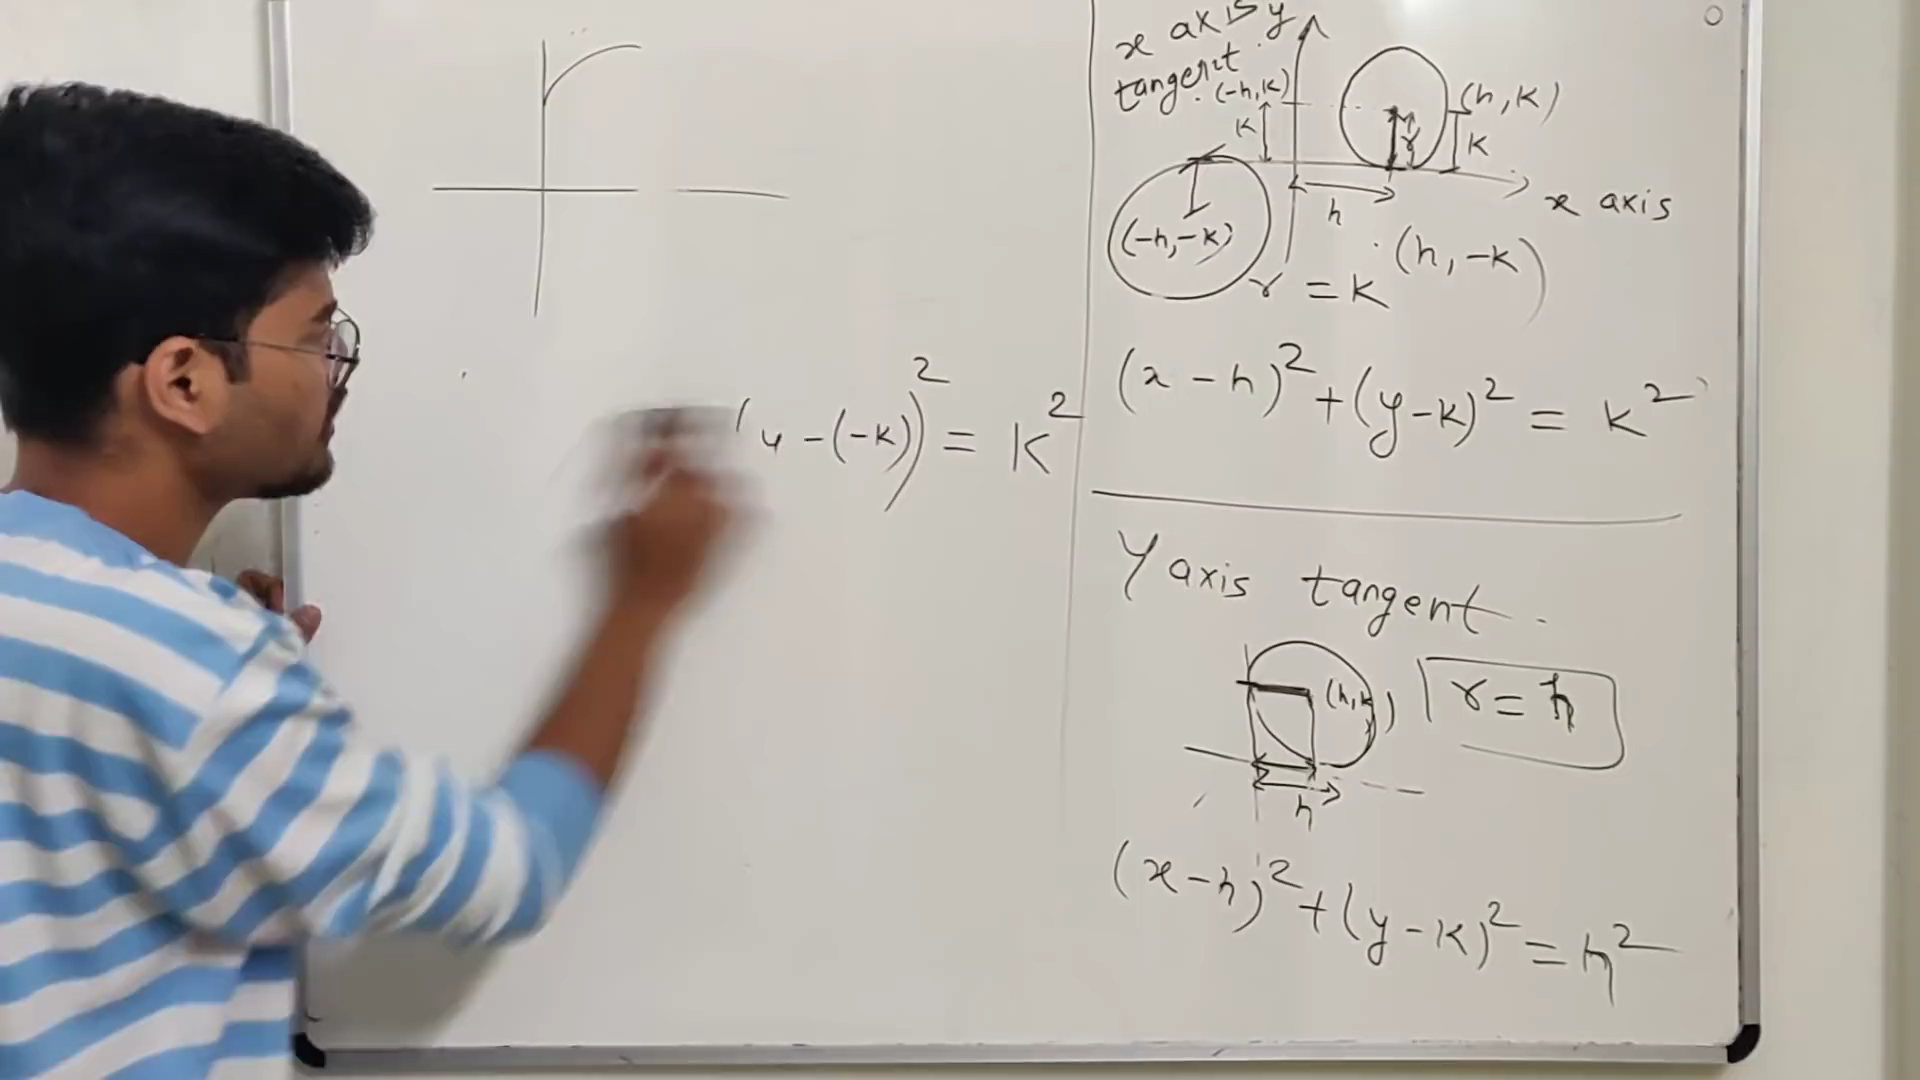 (y-(-k))² = k²
x axis y
tangent.
(-h,k)
(h,k)
k
r
k
h
x axis
(-h,-k)
(h,-k)
r = k
(x-h)²+(y-k)² = k²
Y axis tangent.
(h,k)
r = h
h
(x-h)²+(y-k)² = h²